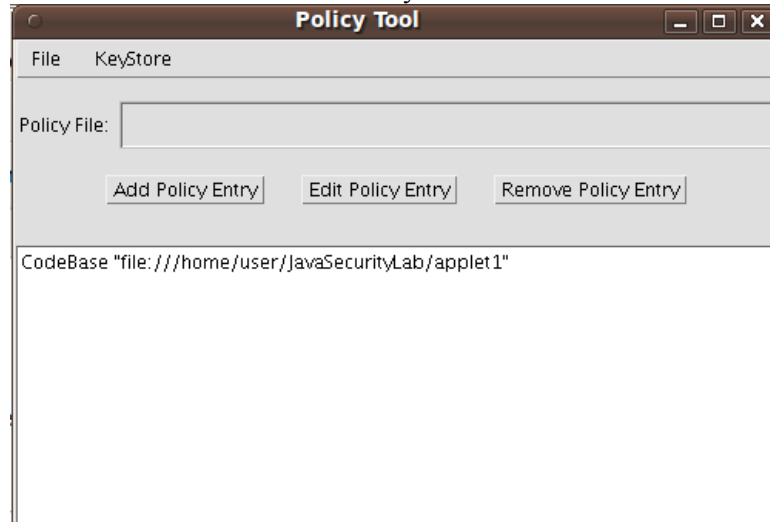 Policy Tool
File KeyStore
Policy File:
Add Policy Entry Edit Policy Entry Remove Policy Entry
CodeBase "file:///home/user/JavaSecurityLab/applet1"